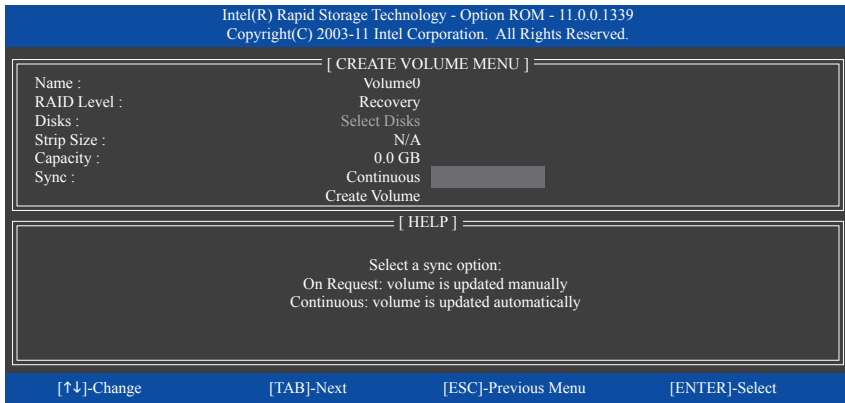 Intel(R) Rapid Storage Technology - Option ROM - 11.0.0.1339
Copyright(C) 2003-11 Intel Corporation. All Rights Reserved.
[ CREATE VOLUME MENU ]
Name : Volume0
RAID Level : Recovery
Disks : Select Disks
Strip Size : N/A
Capacity : 0.0 GB
Sync : Continuous
Create Volume
[ HELP ]
Select a sync option:
On Request: volume is updated manually
Continuous: volume is updated automatically
[↑↓]-Change [TAB]-Next [ESC]-Previous Menu [ENTER]-Select